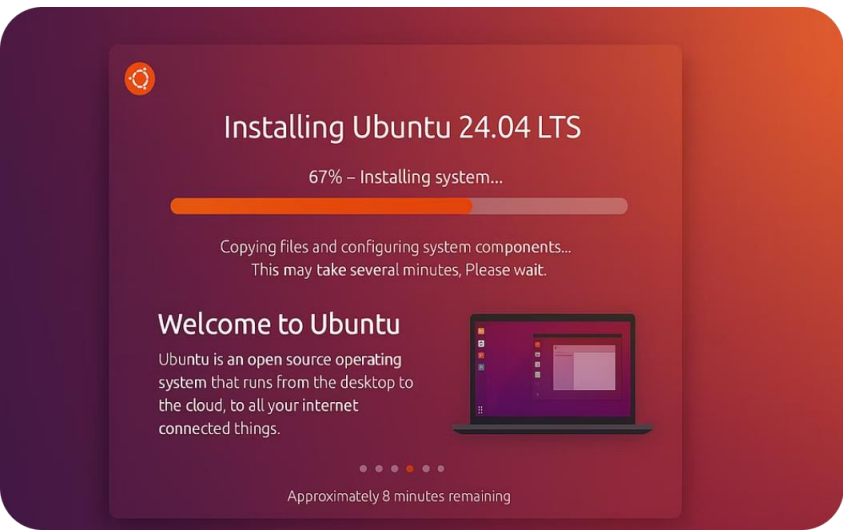 Installing Ubuntu 24.04 LTS
67% – Installing system...
Copying files and configuring system components...
This may take several minutes, Please wait.
Welcome to Ubuntu
Ubuntu is an open source operating
system that runs from the desktop to
the cloud, to all your internet
connected things.
Approximately 8 minutes remaining